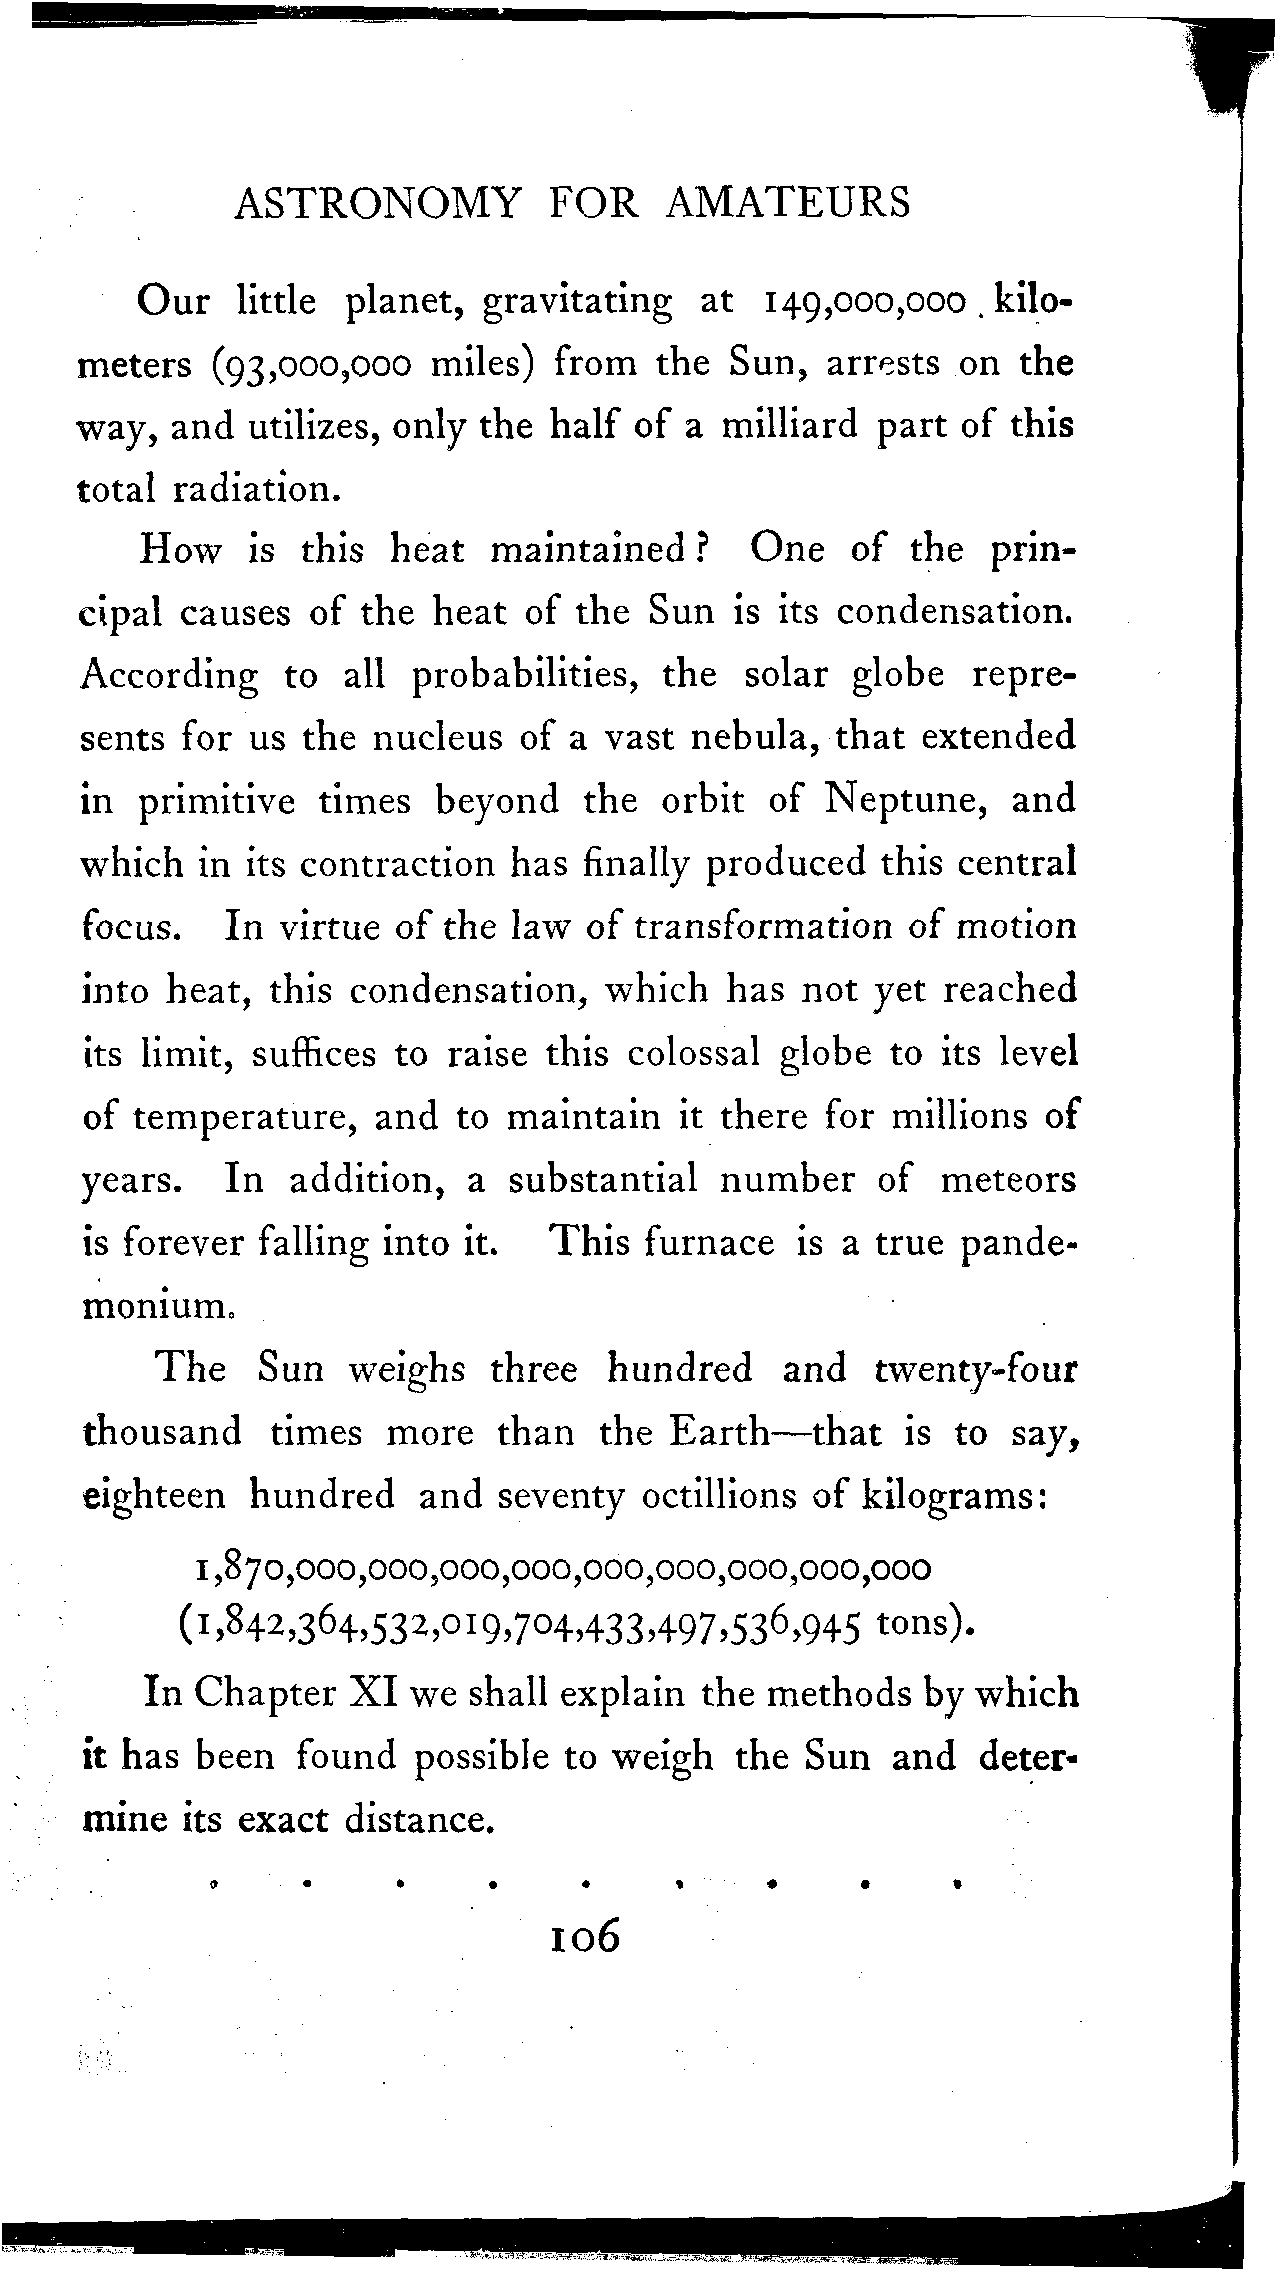 ASTRONOMY FOR AMATEURS
Our little planet, gravitating at 149,000,000 kilo-
meters (93,000,000 miles) from the Sun, arrests on the
way, and utilizes, only the half of a milliard part of this
total radiation.
How is this heat maintained? One of the prin-
cipal causes of the heat of the Sun is its condensation.
According to all probabilities, the solar globe repre-
sents for us the nucleus of a vast nebula, that extended
in primitive times beyond the orbit of Neptune, and
which in its contraction has finally produced this central
focus. In virtue of the law of transformation of motion
into heat, this condensation, which has not yet reached
its limit, suffices to raise this colossal globe to its level
of temperature, and to maintain it there for millions of
years. In addition, a substantial number of meteors
is forever falling into it. This furnace is a true pande-
monium.
The Sun weighs three hundred and twenty-four
thousand times more than the Earth—that is to say,
eighteen hundred and seventy octillions of kilograms:
1,870,000,000,000,000,000,000,000,000,000
(1,842,364,532,019,704,433,497,536,945 tons).
In Chapter XI we shall explain the methods by which
it has been found possible to weigh the Sun and deter-
mine its exact distance.
. . . . . . . . .
106